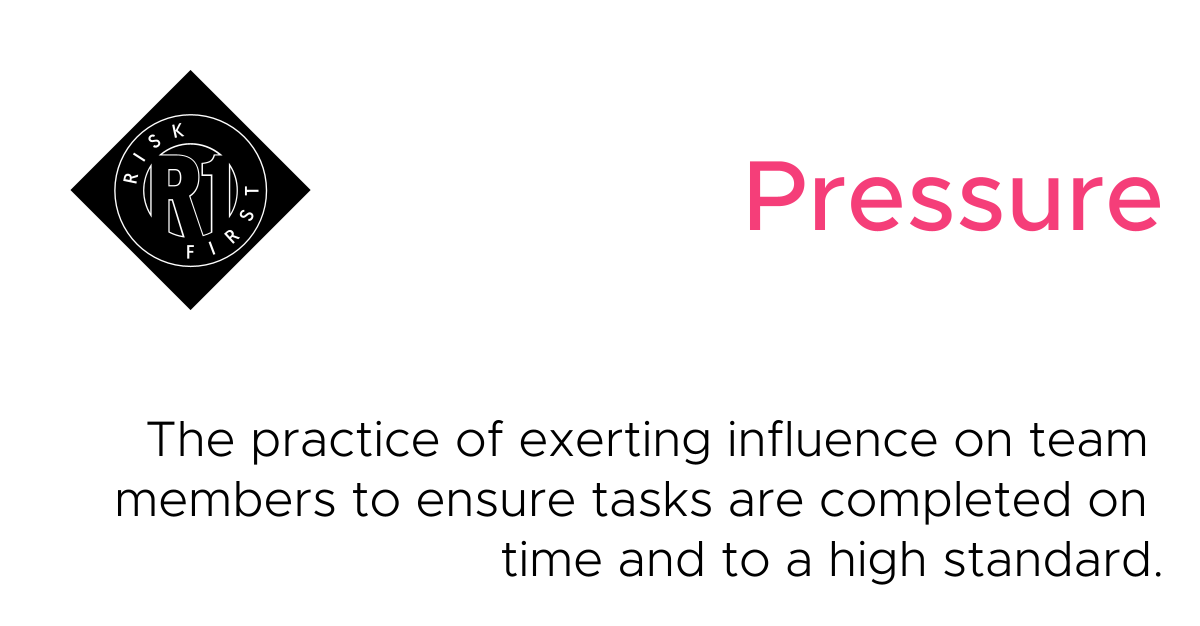 RISK
R1
FIRST
Pressure
The practice of exerting influence on team
members to ensure tasks are completed on
time and to a high standard.